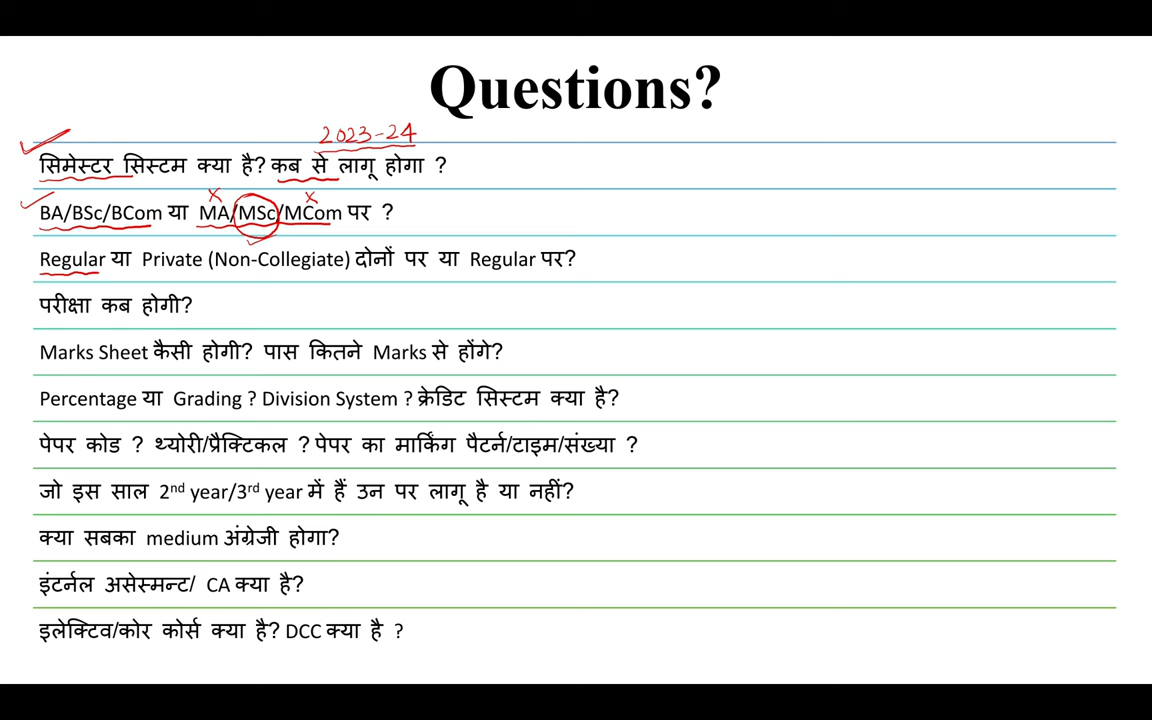 Questions?
2023-24
सिमेस्टर सिस्टम क्या है? कब से लागू होगा ?
BA/BSc/BCom या MA/MSc/MCom पर ?
Regular या Private (Non-Collegiate) दोनों पर या Regular पर?
परीक्षा कब होगी?
Marks Sheet कैसी होगी? पास कितने Marks से होंगे?
Percentage या Grading ? Division System ? क्रेडिट सिस्टम क्या है?
पेपर कोड ? थ्योरी/प्रैक्टिकल ? पेपर का मार्किंग पैटर्न/टाइम/संख्या ?
जो इस साल 2nd year/3rd year में हैं उन पर लागू है या नहीं?
क्या सबका medium अंग्रेजी होगा?
इंटर्नल असेस्मन्ट/ CA क्या है?
इलेक्टिव/कोर कोर्स क्या है? DCC क्या है ?